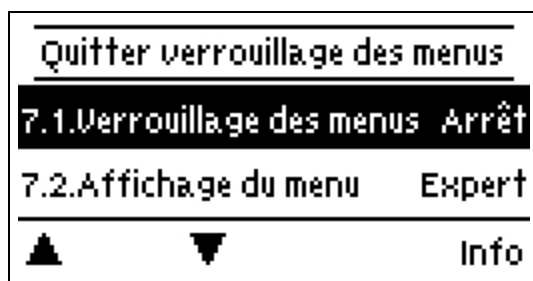 Quitter verrouillage des menus
7.1.Verrouillage des menus Arrêt
7.2.Affichage du menu Expert
▲ ▼ Info